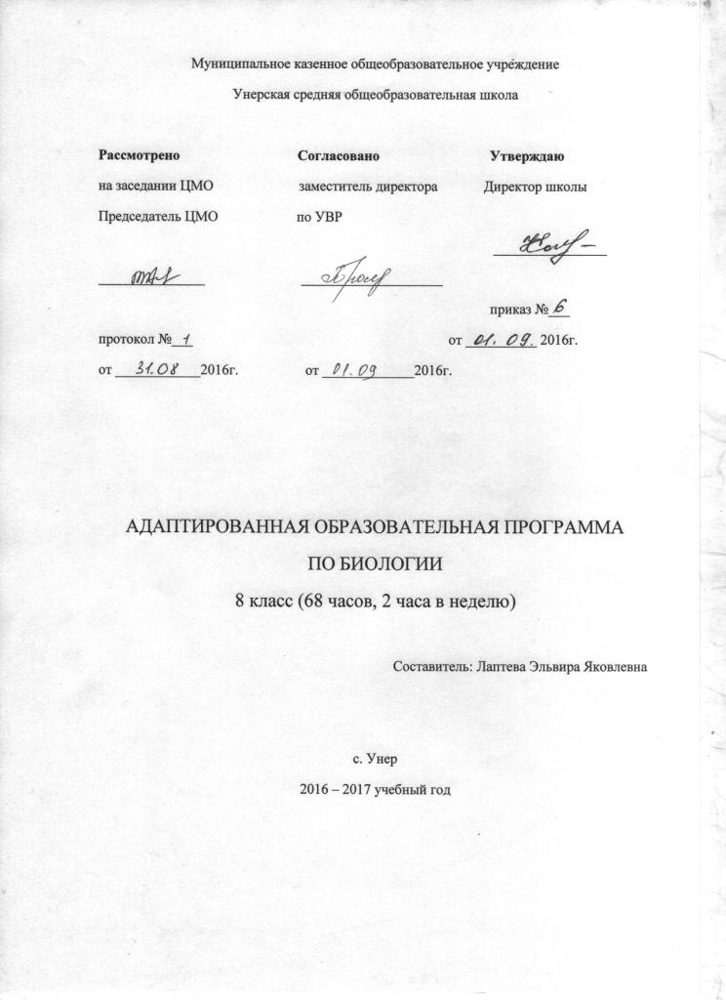 Муниципальное казенное общеобразовательное учреждение
Унерская средняя общеобразовательная школа
Рассмотрено Согласовано Утверждаю
на заседании ЦМО заместитель директора Директор школы
Председатель ЦМО по УВР
приказ № 6
протокол № 1 от 01. 09. 2016г.
от 31.08 2016г. от 01.09 2016г.
АДАПТИРОВАННАЯ ОБРАЗОВАТЕЛЬНАЯ ПРОГРАММА
ПО БИОЛОГИИ
8 класс (68 часов, 2 часа в неделю)
Составитель: Лаптева Эльвира Яковлевна
с. Унер
2016 – 2017 учебный год